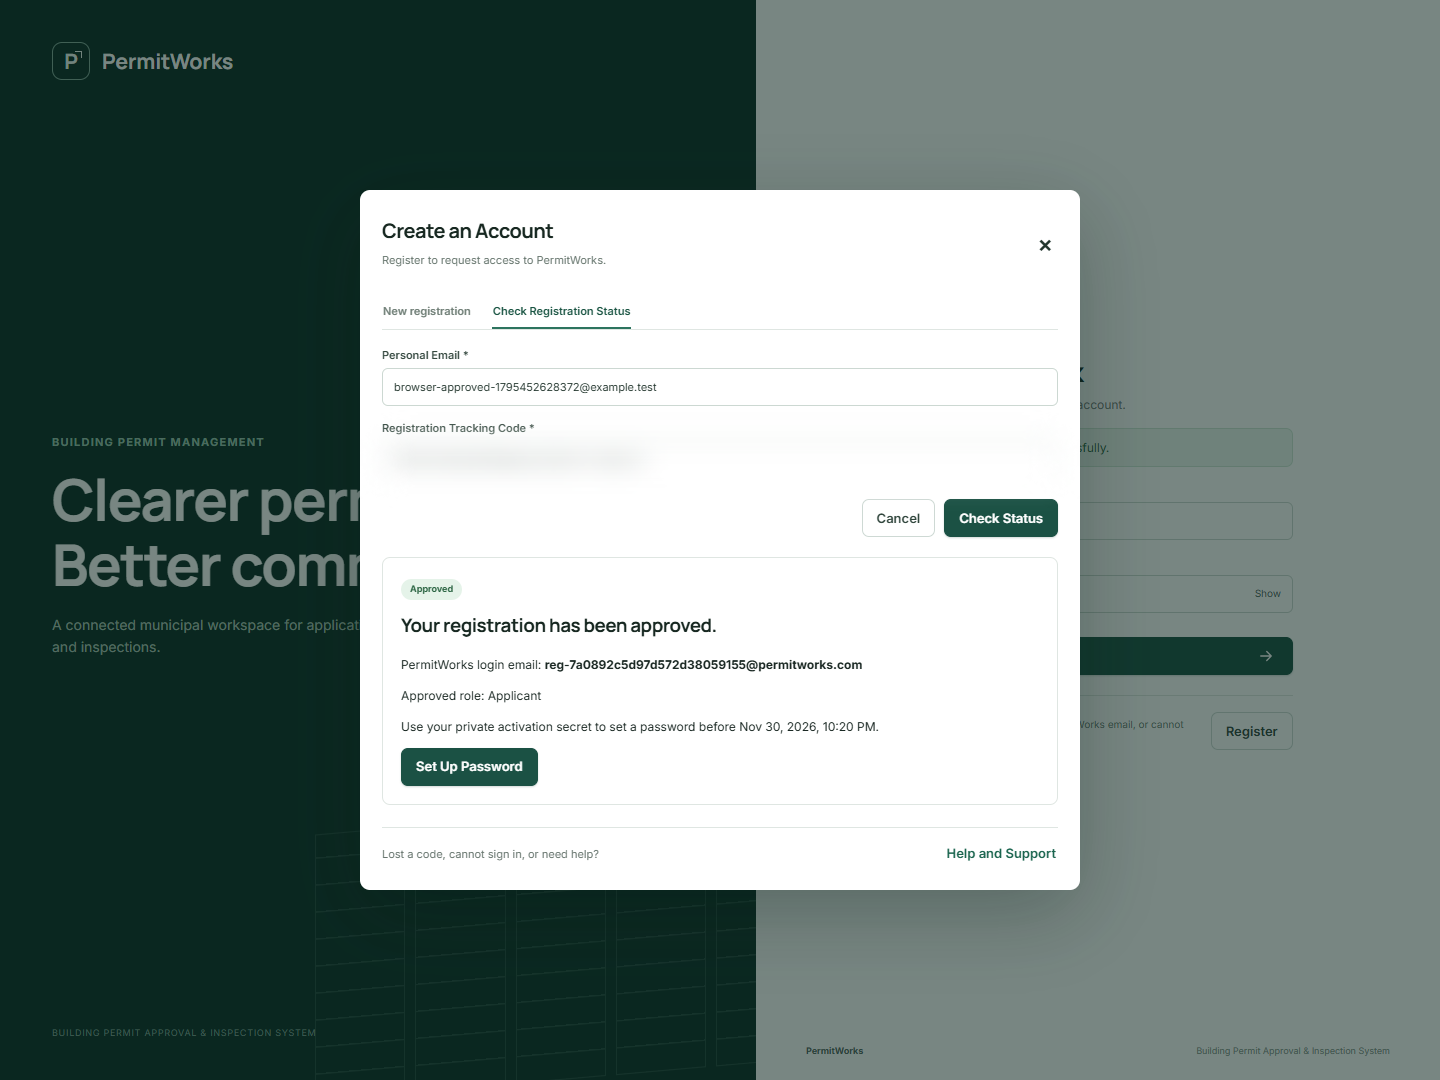 PermitWorks
BUILDING PERMIT MANAGEMENT
Clearer
Better
A connected municipal workspace for
and inspections.
BUILDING PERMIT APPROVAL & INSPECTION SYSTEM
Create an Account
Register to request access to PermitWorks.
New registration
Check Registration Status
Personal Email *
browser-approved-1795452628372@example.test
Registration Tracking Code *
Cancel
Check Status
Approved
Your registration has been approved.
PermitWorks login email: reg-7a0892c5d97d572d38059155@permitworks.com
Approved role: Applicant
Use your private activation secret to set a password before Nov 30, 2026, 10:20 PM.
Set Up Password
Lost a code, cannot sign in, or need help?
Help and Support
account.
Show
email, or cannot
Register
PermitWorks
Building Permit Approval & Inspection System